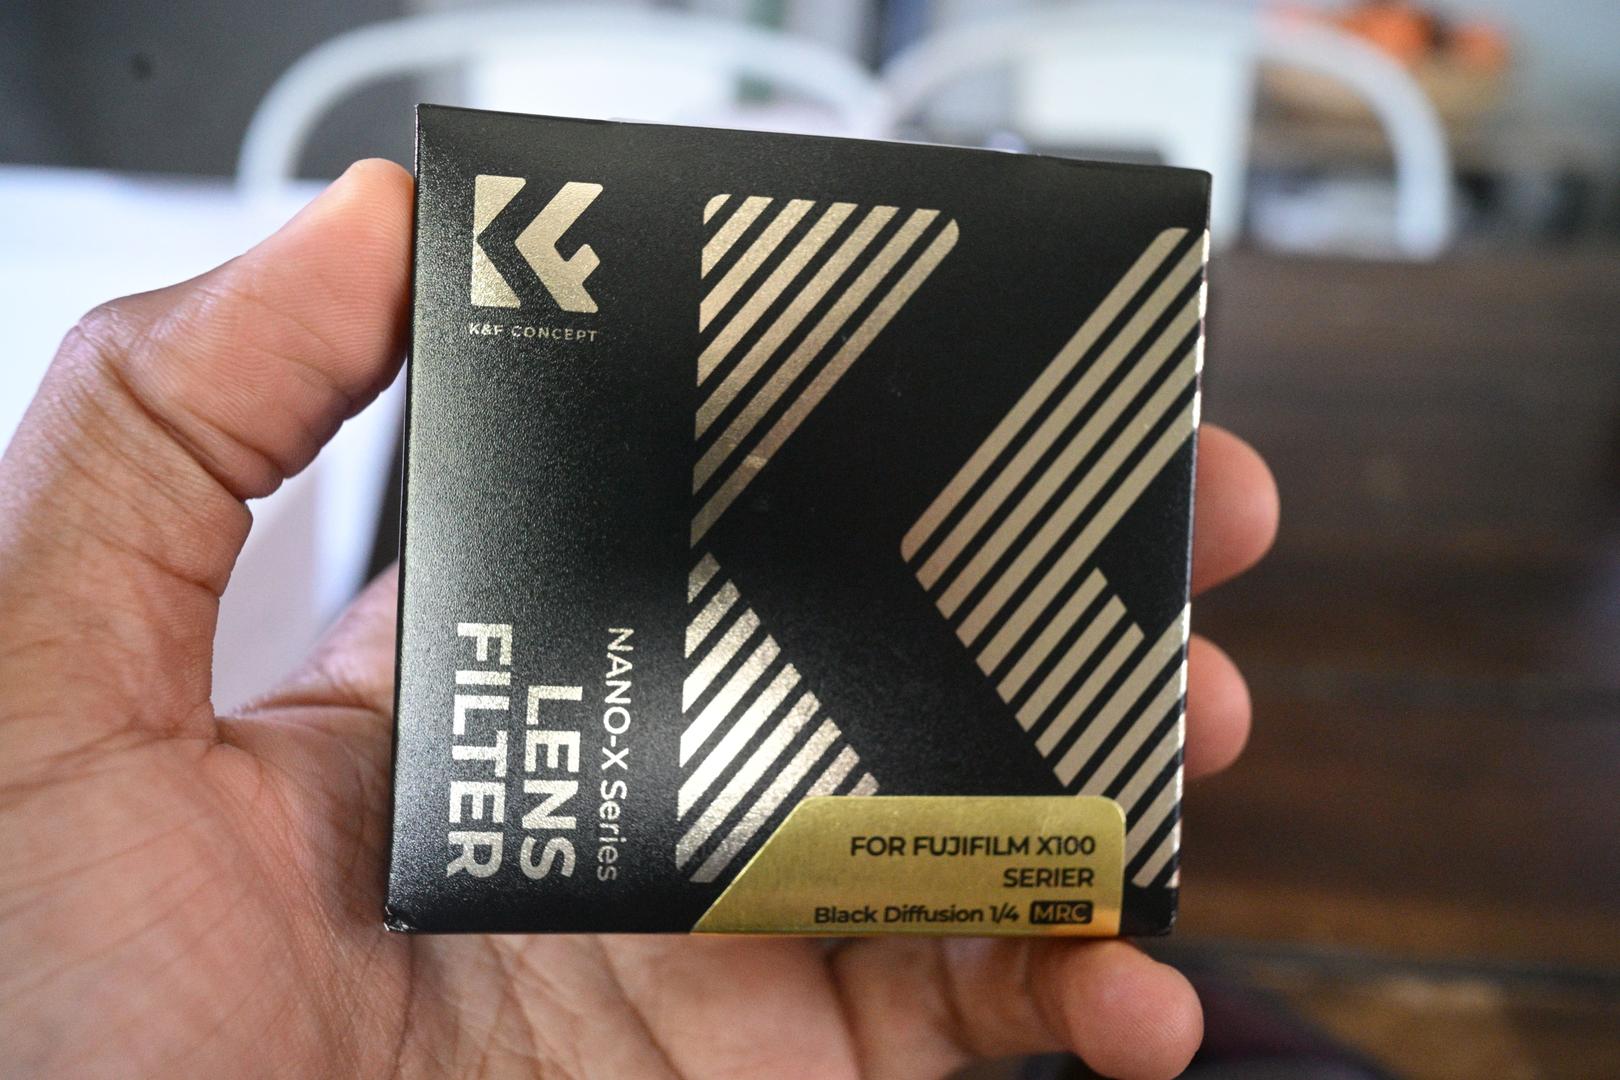 K&F CONCEPT
NANO-X Series
LENS
FILTER
FOR FUJIFILM X100
SERIER
Black Diffusion 1/4 MRC